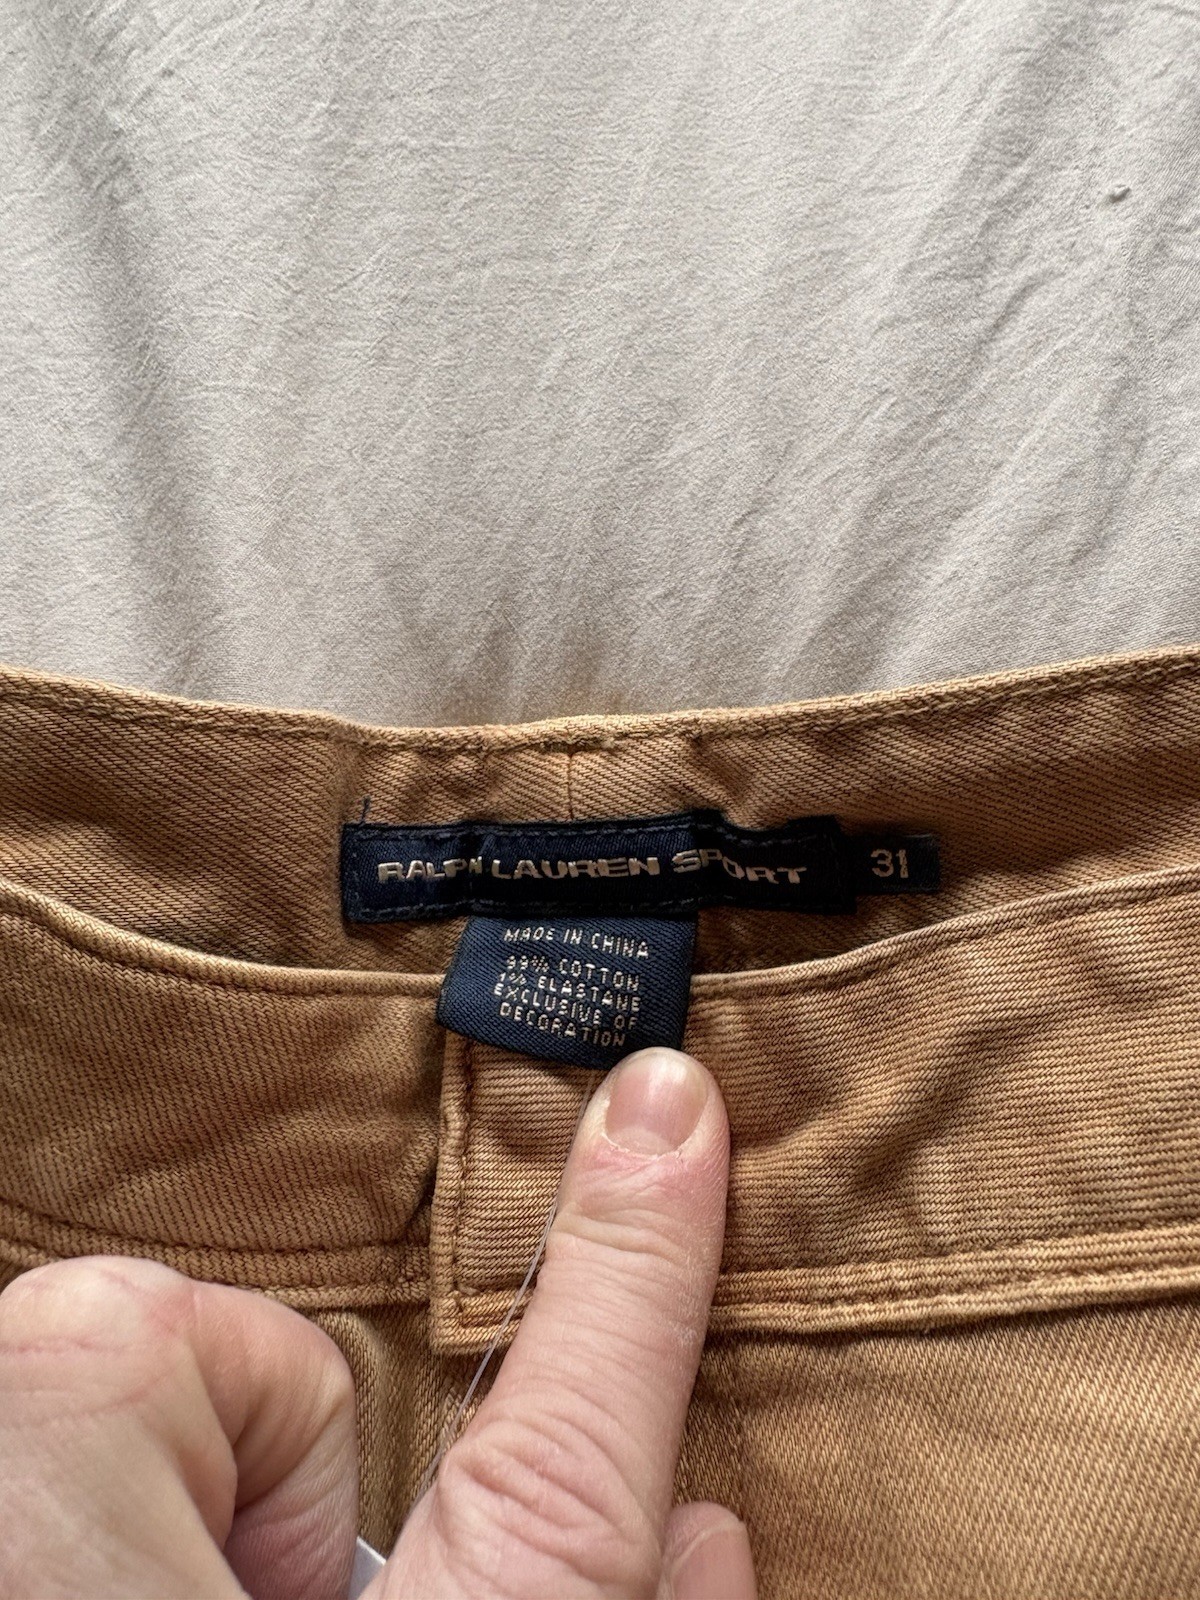 RALPH LAUREN SPORT 31
MADE IN CHINA
99% COTTON
1% ELASTANE
EXCLUSIVE OF
DECORATION